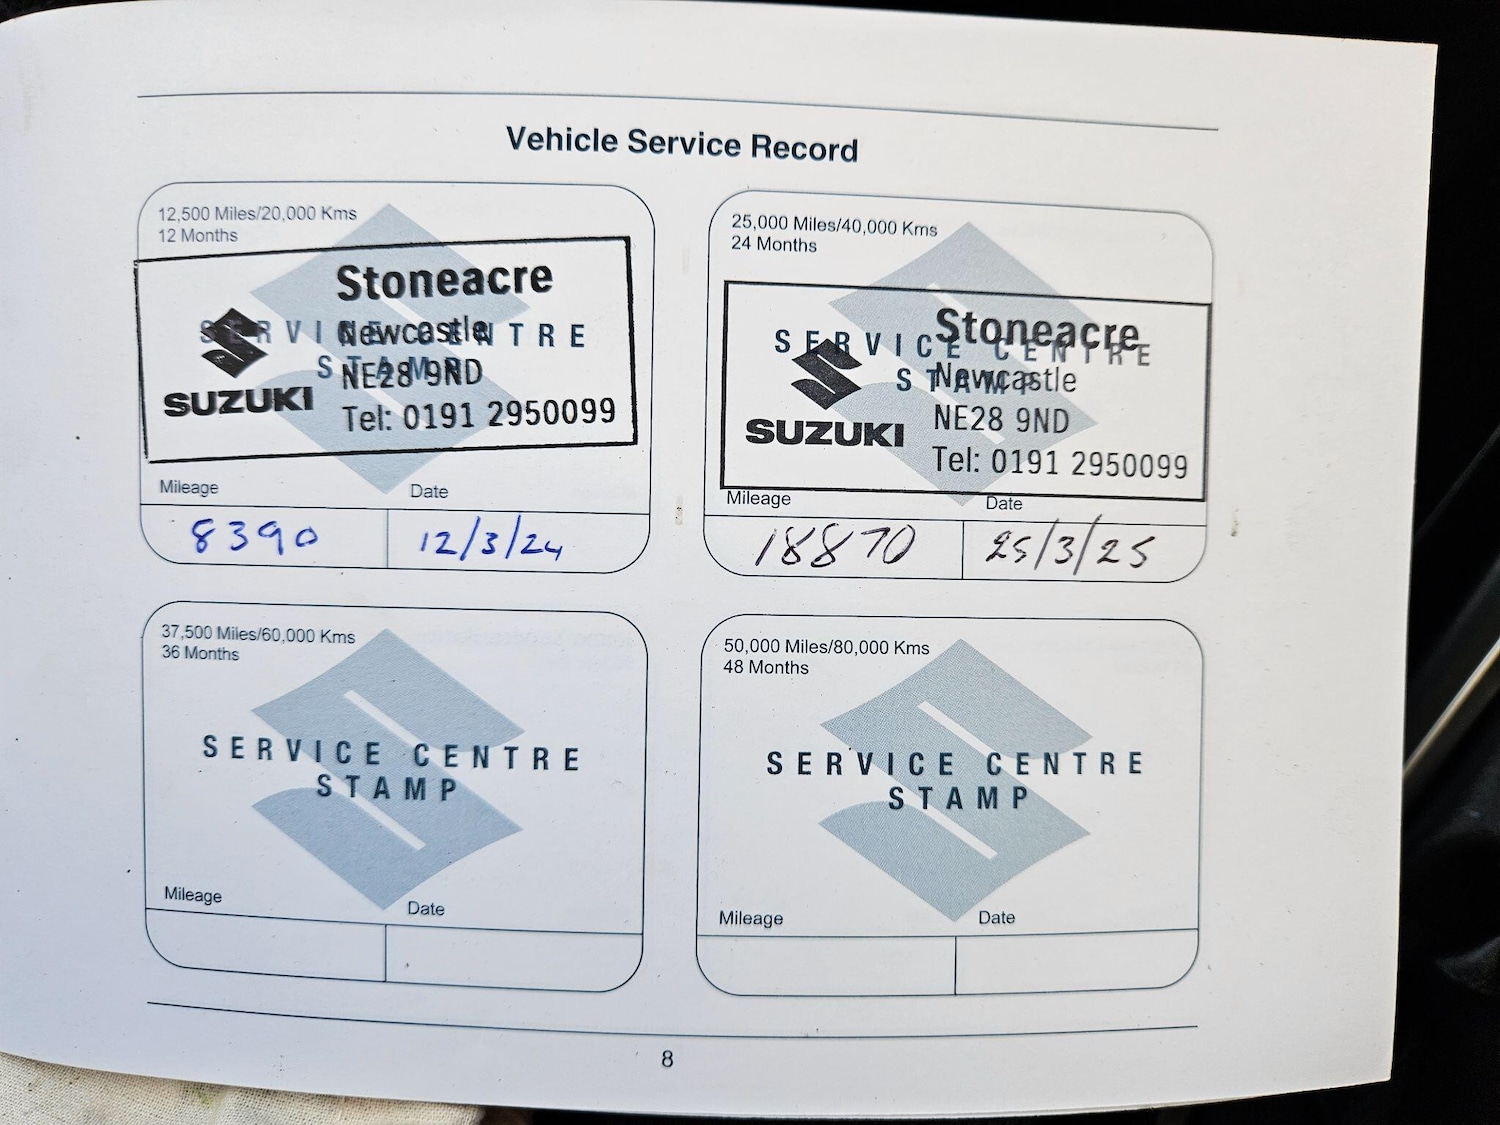 Vehicle Service Record
12,500 Miles/20,000 Kms
12 Months
SERVICE CENTRE
STAMP
Stoneacre
Newcastle
NE28 9ND
SUZUKI
Tel: 0191 2950099
Mileage
Date
8390
12/3/24
25,000 Miles/40,000 Kms
24 Months
SERVICE CENTRE
STAMP
Stoneacre
Newcastle
NE28 9ND
SUZUKI
Tel: 0191 2950099
Mileage
Date
18870
25/3/25
37,500 Miles/60,000 Kms
36 Months
SERVICE CENTRE
STAMP
Mileage
Date
50,000 Miles/80,000 Kms
48 Months
SERVICE CENTRE
STAMP
Mileage
Date
8